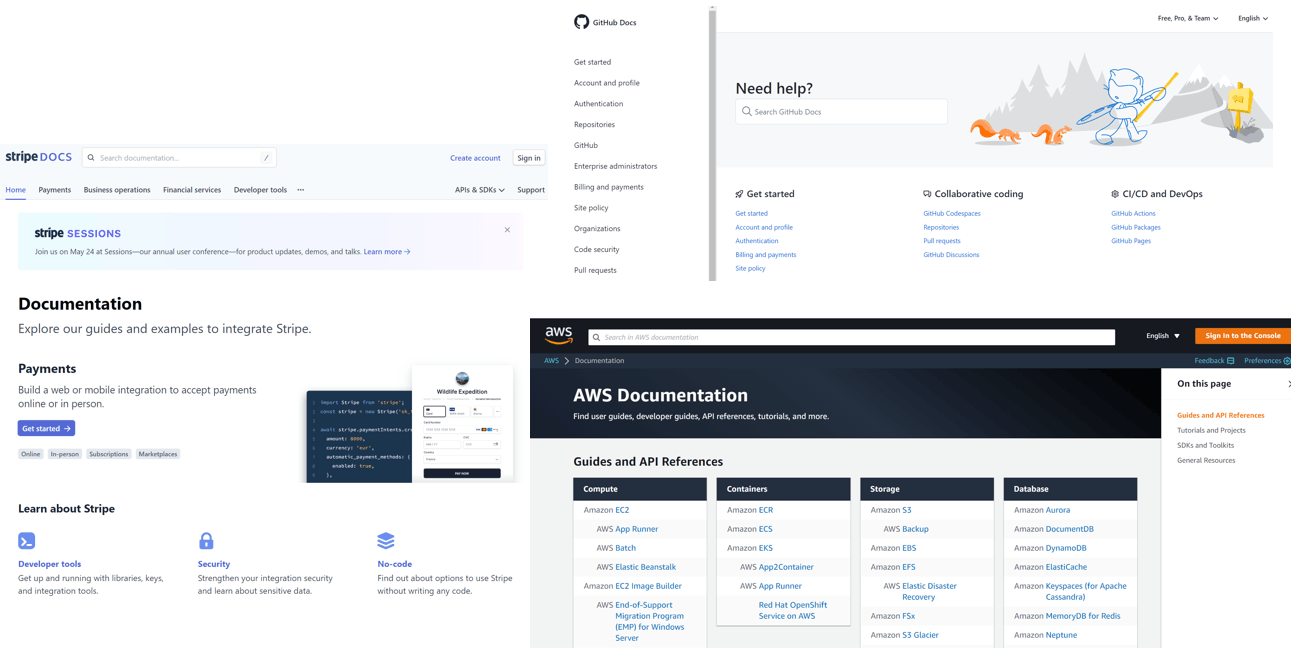 GitHub Docs
Get started
Account and profile
Authentication
Repositories
GitHub
Enterprise administrators
Billing and payments
Site policy
Organizations
Code security
Pull requests
Free, Pro, & Team
English
Need help?
Search GitHub Docs
Get started
Get started
Account and profile
Authentication
Billing and payments
Site policy
Collaborative coding
GitHub Codespaces
Repositories
Pull requests
GitHub Discussions
CI/CD and DevOps
GitHub Actions
GitHub Packages
GitHub Pages
stripe DOCS
Search documentation...
/
Create account
Sign in
Home Payments Business operations Financial services Developer tools ···
APIs & SDKs
Support
stripe SESSIONS
Join us on May 24 at Sessions—our annual user conference—for product updates, demos, and talks. Learn more →
Documentation
Explore our guides and examples to integrate Stripe.
Payments
Build a web or mobile integration to accept payments
online or in person.
Get started →
Online In-person Subscriptions Marketplaces
import Stripe from 'stripe';
const stripe = new Stripe('sk_t
await stripe.paymentIntents.cre
amount: 8000,
currency: 'eur',
automatic_payment_methods: {
enabled: true,
},
Wildlife Expedition
PAY NOW
Learn about Stripe
Developer tools
Get up and running with libraries, keys,
and integration tools.
Security
Strengthen your integration security
and learn about sensitive data.
No-code
Find out about options to use Stripe
without writing any code.
aws
Search in AWS documentation
English
Sign In to the Console
AWS > Documentation
Feedback
Preferences
AWS Documentation
Find user guides, developer guides, API references, tutorials, and more.
On this page
Guides and API References
Tutorials and Projects
SDKs and Toolkits
General Resources
Guides and API References
Compute
Amazon EC2
AWS App Runner
AWS Batch
AWS Elastic Beanstalk
Amazon EC2 Image Builder
AWS End-of-Support
Migration Program
(EMP) for Windows
Server
Containers
Amazon ECR
Amazon ECS
Amazon EKS
AWS App2Container
AWS App Runner
Red Hat OpenShift
Service on AWS
Storage
Amazon S3
AWS Backup
Amazon EBS
Amazon EFS
AWS Elastic Disaster
Recovery
Amazon FSx
Amazon S3 Glacier
Database
Amazon Aurora
Amazon DocumentDB
Amazon DynamoDB
Amazon ElastiCache
Amazon Keyspaces (for Apache
Cassandra)
Amazon MemoryDB for Redis
Amazon Neptune